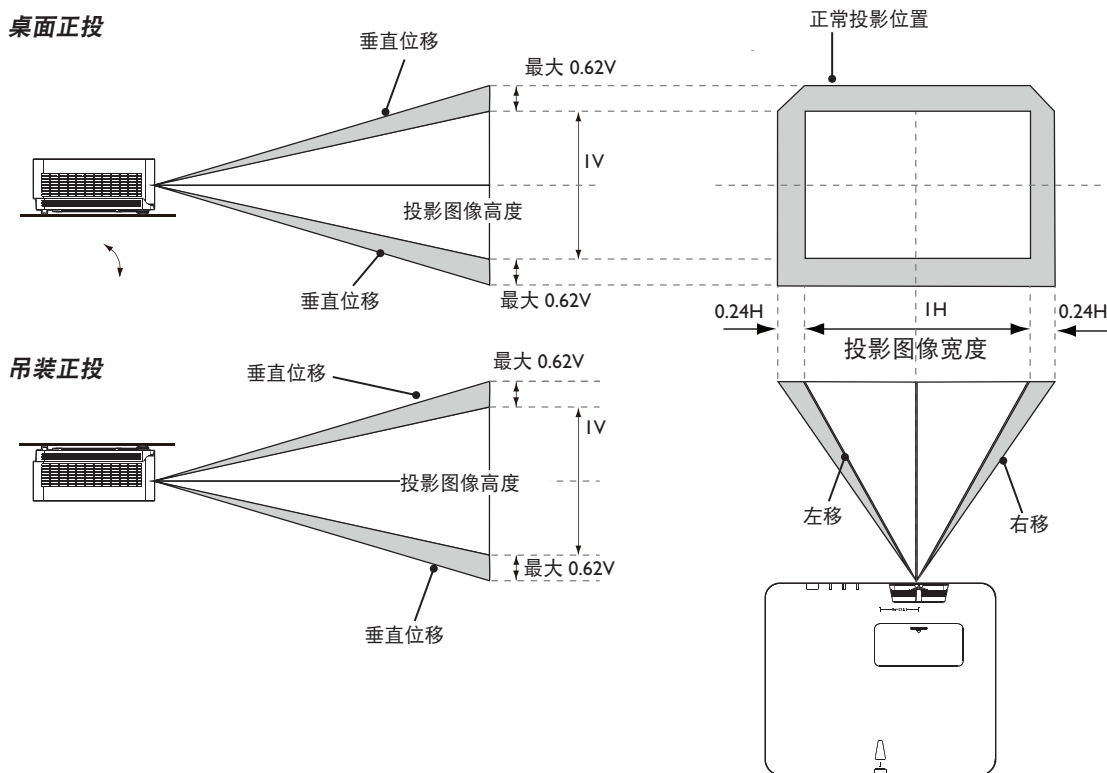 桌面正投
垂直位移
最大 0.62V
正常投影位置
1V
投影图像高度
垂直位移
最大 0.62V
0.24H
1H
0.24H
投影图像宽度
吊装正投
垂直位移
最大 0.62V
1V
投影图像高度
左移
右移
最大 0.62V
垂直位移